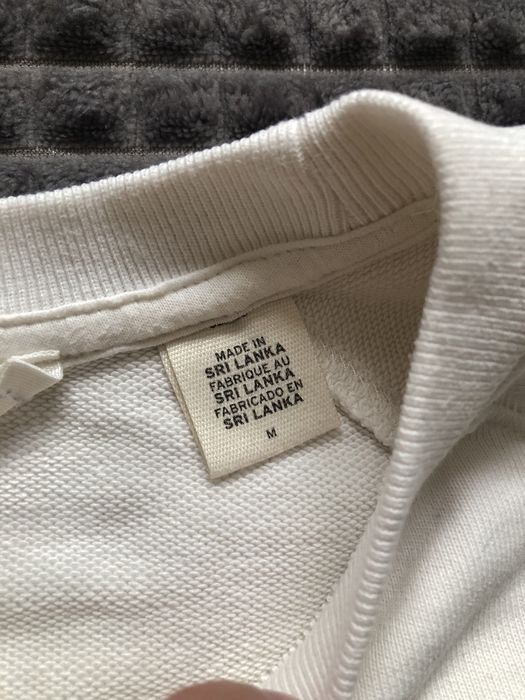 MADE IN
SRI LANKA
FABRIQUE AU
SRI LANKA
FABRICADO EN
SRI LANKA
M